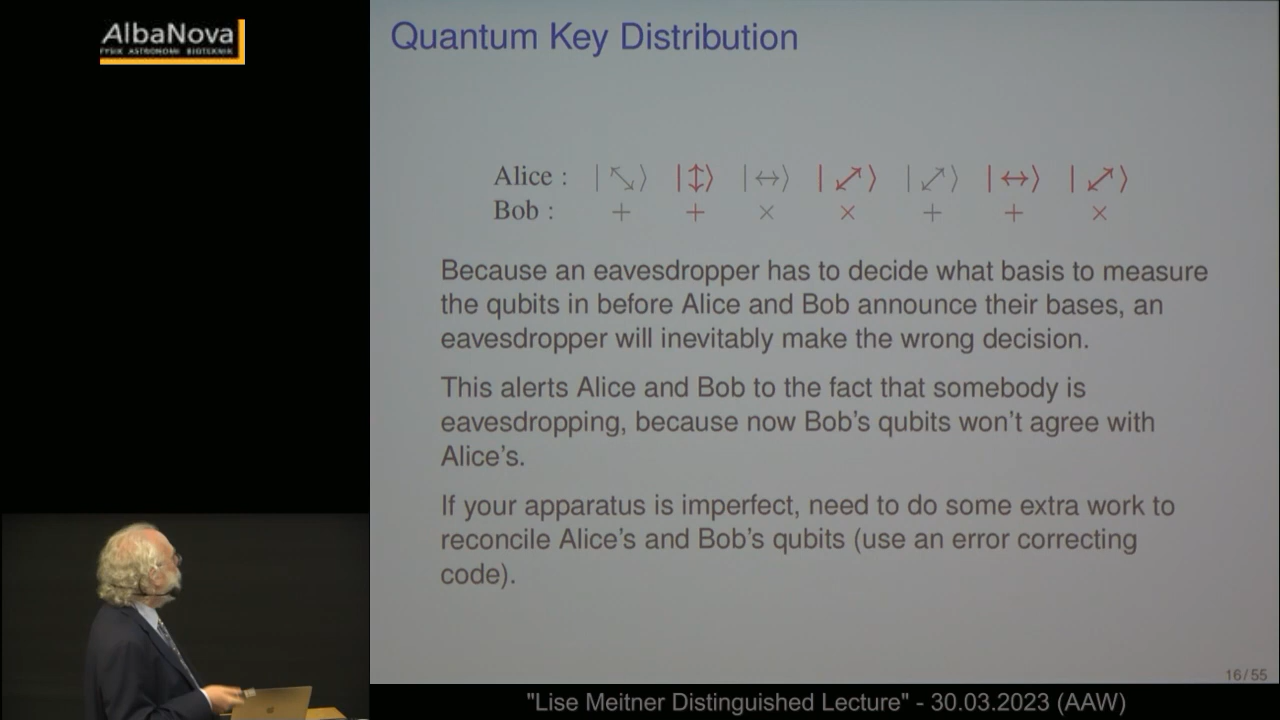 AlbaNova
FYSIK ASTRONOMI BIOTEKNIK
Quantum Key Distribution
Alice : |⤡⟩ |↕⟩ |↔⟩ |⤢⟩ |⤢⟩ |↔⟩ |⤢⟩
Bob : + + × × + + ×
Because an eavesdropper has to decide what basis to measure
the qubits in before Alice and Bob announce their bases, an
eavesdropper will inevitably make the wrong decision.
This alerts Alice and Bob to the fact that somebody is
eavesdropping, because now Bob's qubits won't agree with
Alice's.
If your apparatus is imperfect, need to do some extra work to
reconcile Alice's and Bob's qubits (use an error correcting
code).
16/55
"Lise Meitner Distinguished Lecture" - 30.03.2023 (AAW)